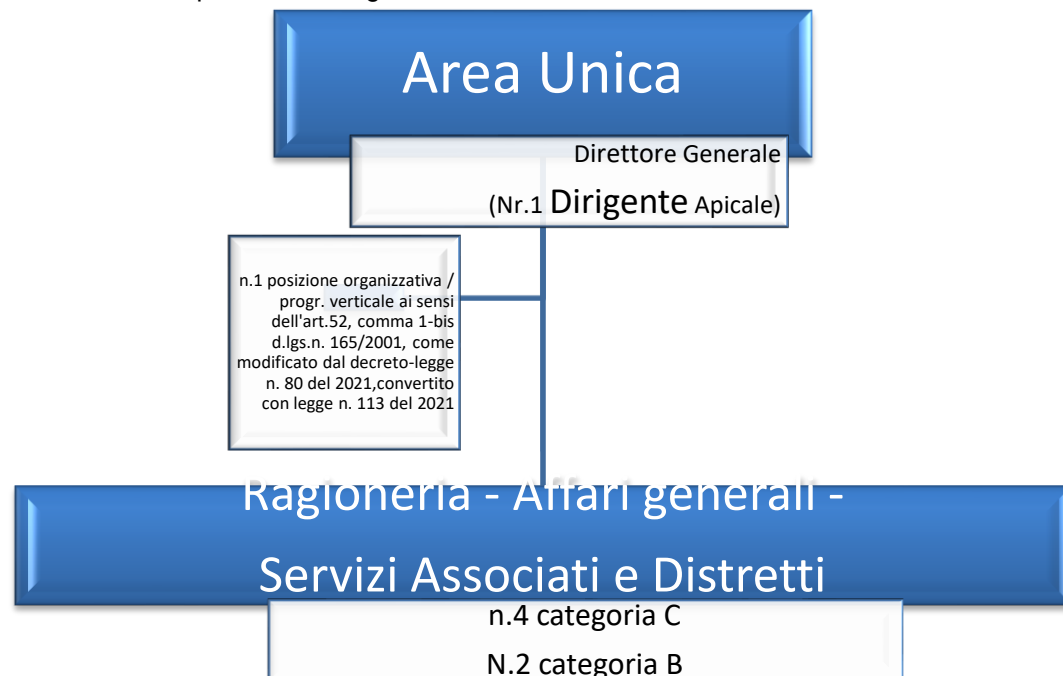 Area Unica
Direttore Generale
(Nr.1 Dirigente Apicale)
n.1 posizione organizzativa /
progr. verticale ai sensi
dell'art.52, comma 1-bis
d.lgs.n. 165/2001, come
modificato dal decreto-legge
n. 80 del 2021,convertito
con legge n. 113 del 2021
Ragioneria - Affari generali -
Servizi Associati e Distretti
n.4 categoria C
N.2 categoria B